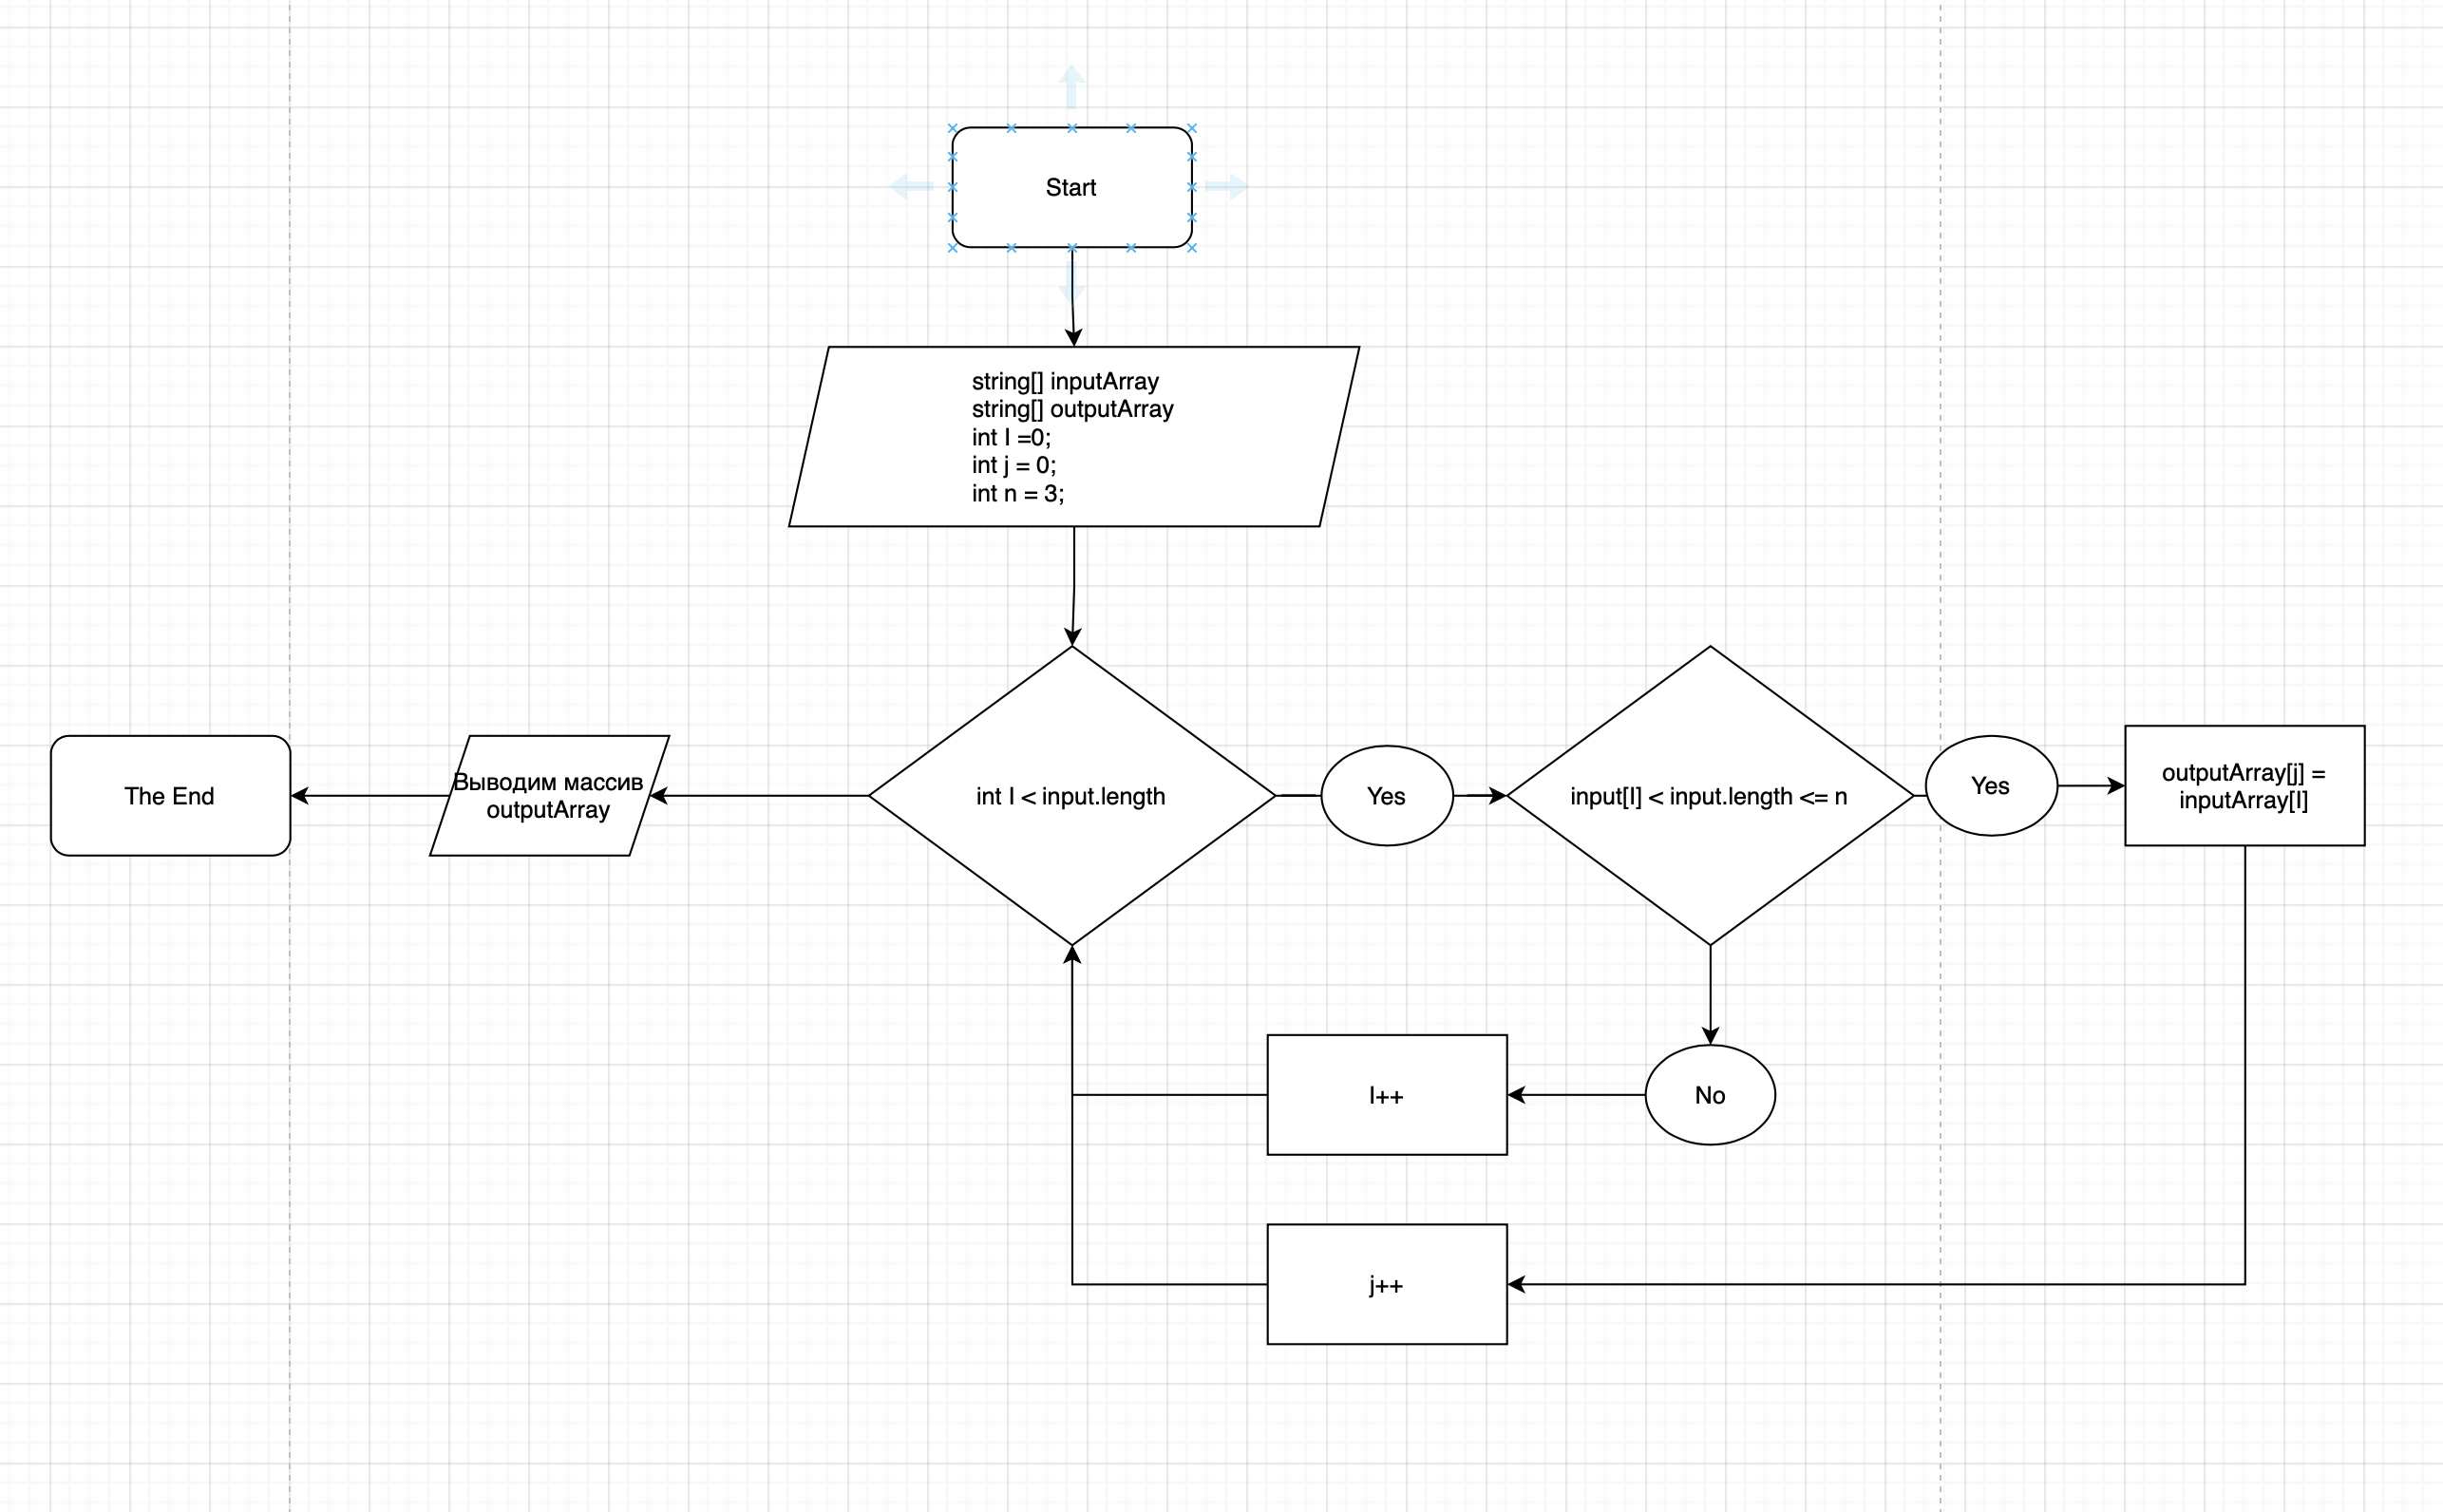 Start
string[] inputArray
string[] outputArray
int I =0;
int j = 0;
int n = 3;
The End
Выводим массив
outputArray
int I < input.length
Yes
input[I] < input.length <= n
Yes
outputArray[j] =
inputArray[I]
I++
No
j++